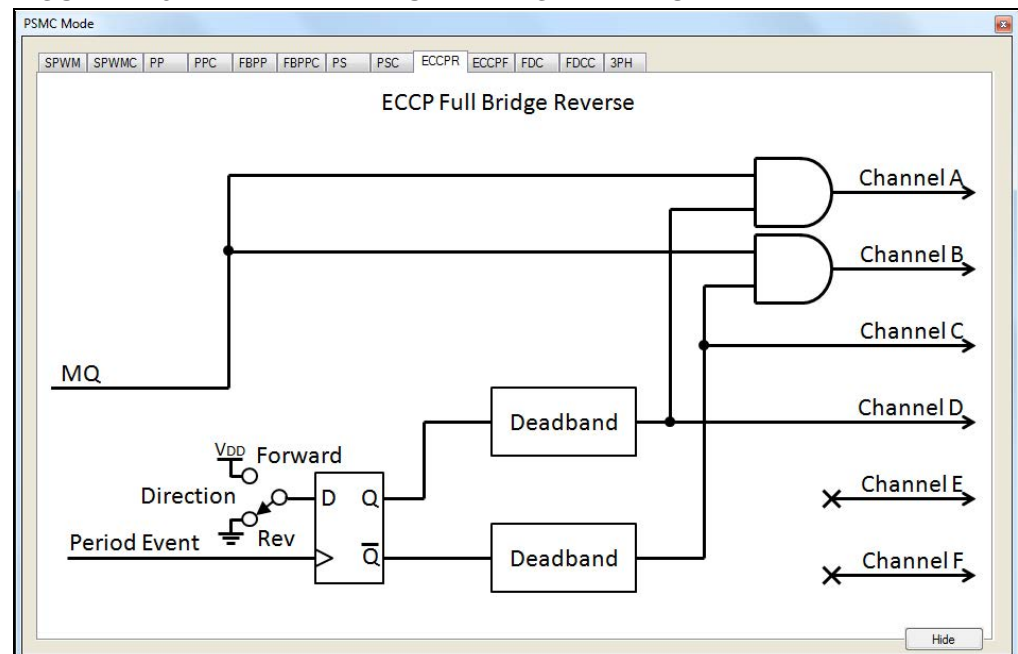 PSMC Mode
SPWM SPWMC PP PPC FBPP FBPPC PS PSC ECCPR ECCPF FDC FDCC 3PH
ECCP Full Bridge Reverse
Channel A
Channel B
Channel C
MQ
Channel D
Deadband
VDD Forward
Direction
D Q
Channel E
Rev
Period Event
Q̅
Deadband
Channel F
Hide